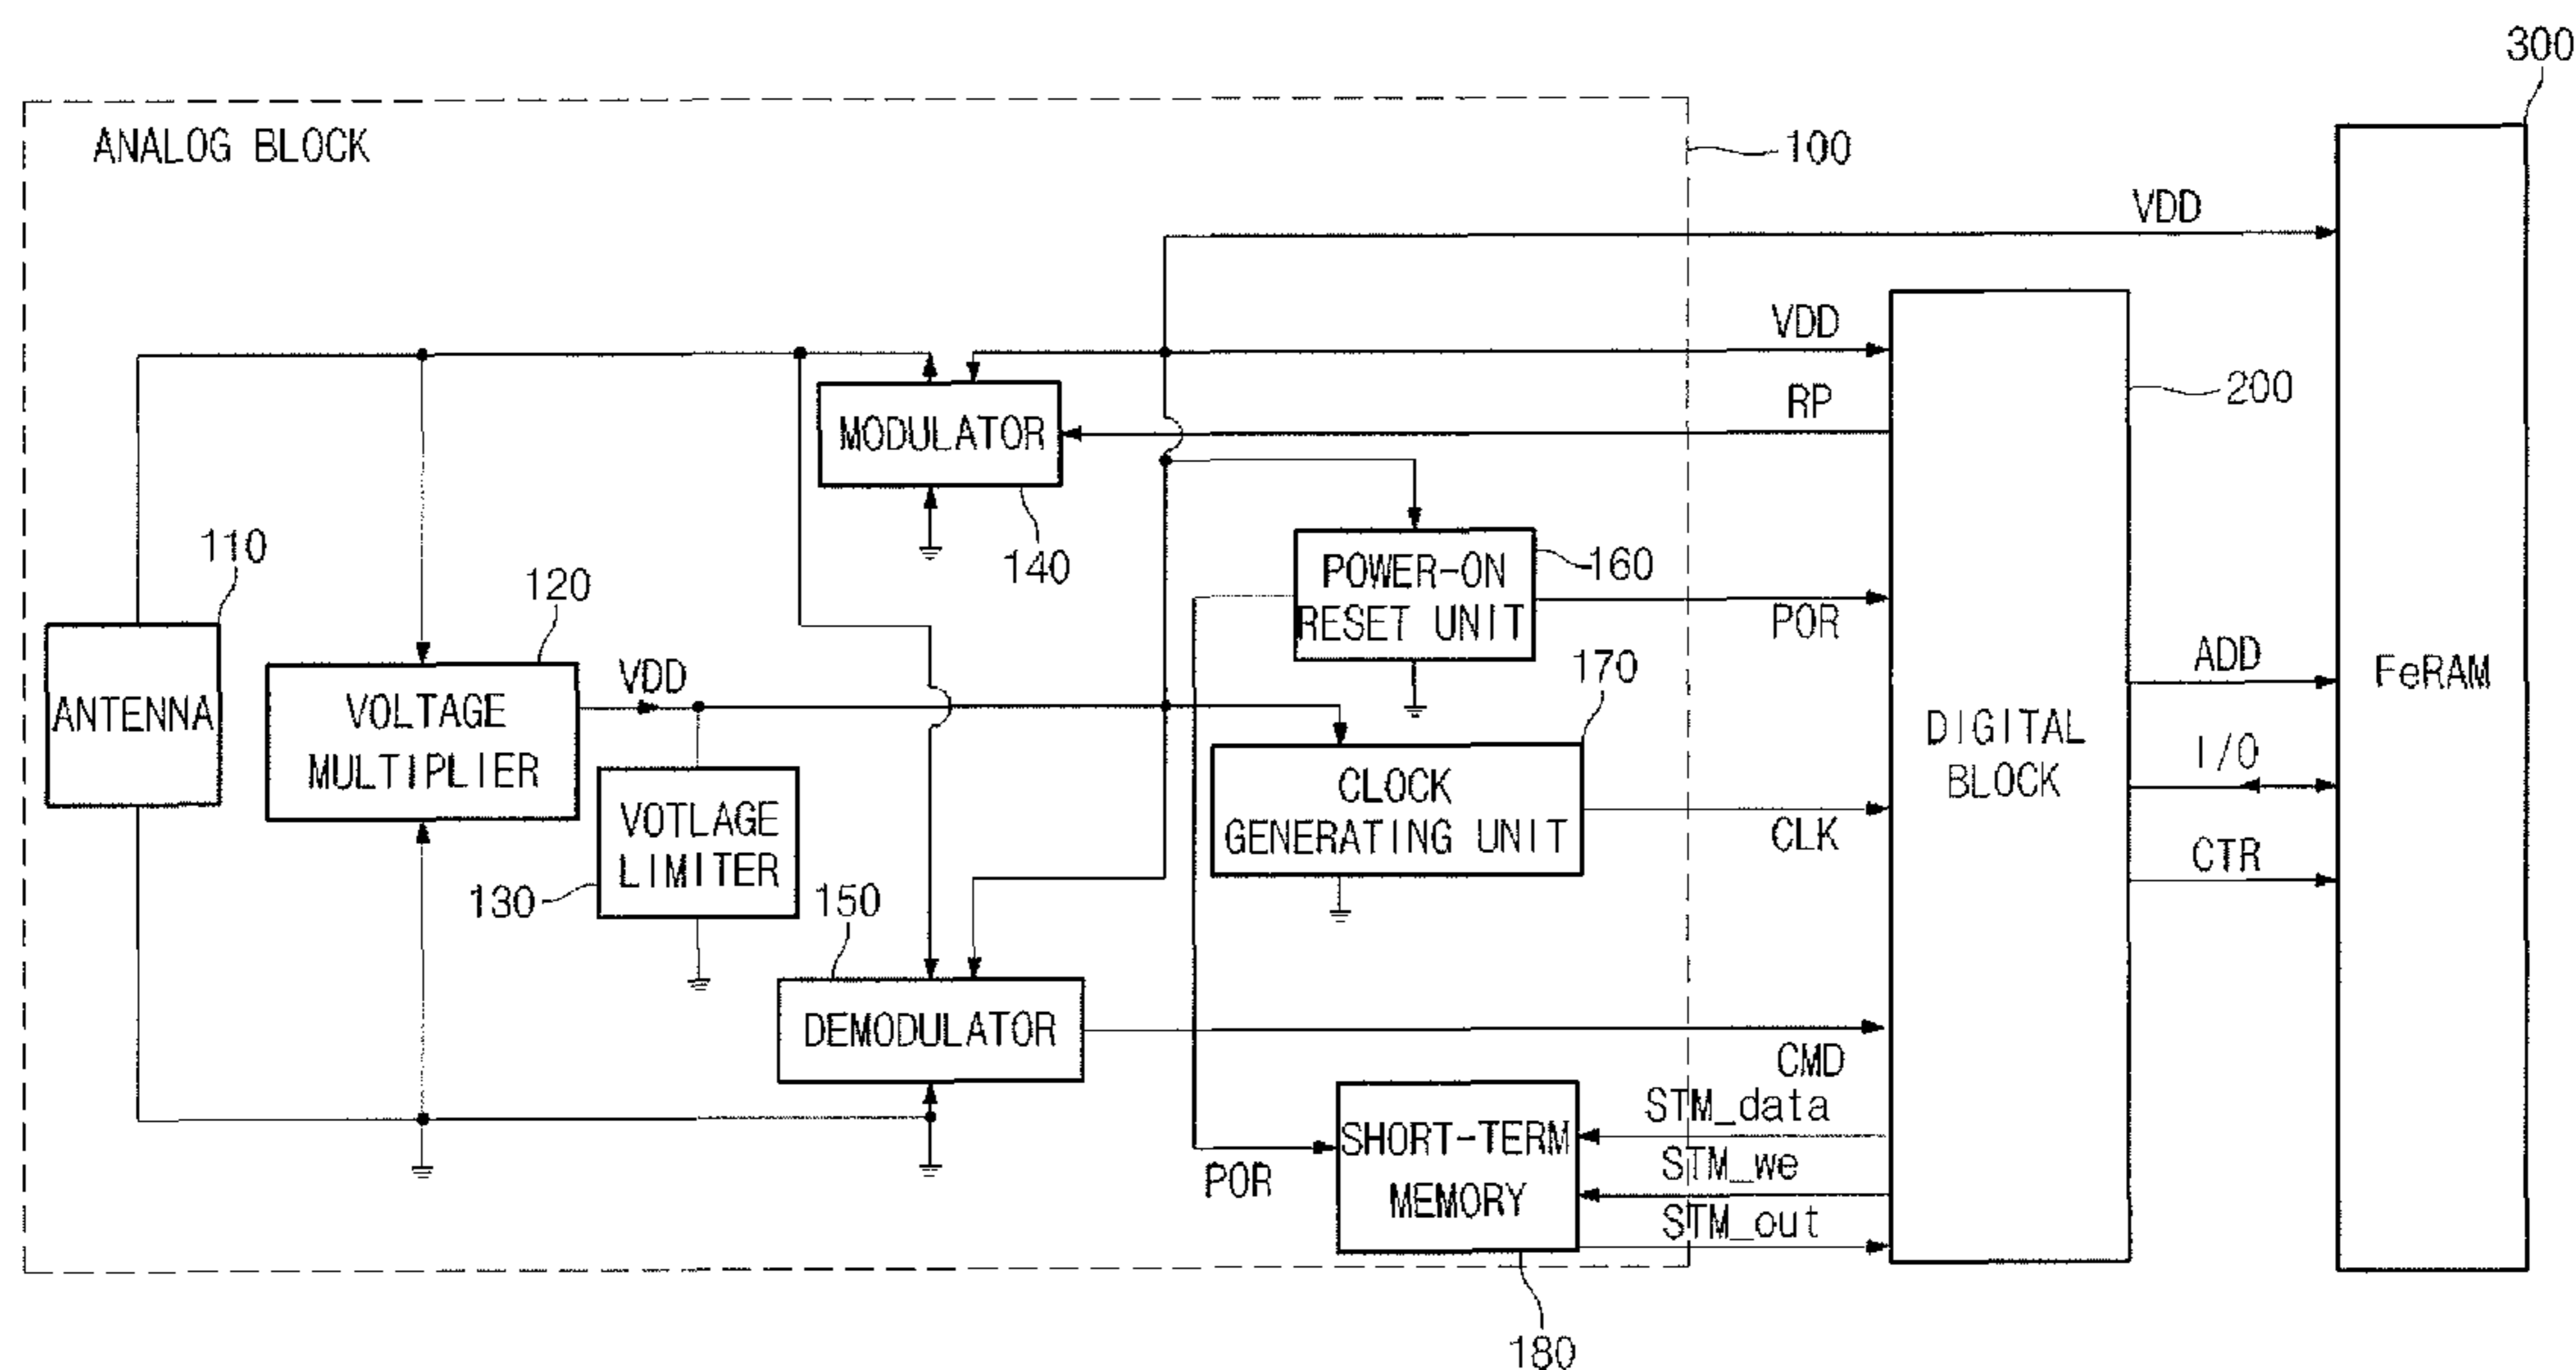 300
ANALOG BLOCK
100
VDD
VDD
200
RP
MODULATOR
110
140
POWER-ON
RESET UNIT
160
120
POR
170
ADD
FeRAM
ANTENNA
VOLTAGE
MULTIPLIER
VDD
DIGITAL
BLOCK
I/O
CLOCK
GENERATING UNIT
VOTLAGE
LIMITER
CLK
CTR
130
150
DEMODULATOR
CMD
STM_data
SHORT-TERM
MEMORY
STM_we
POR
STM_out
180